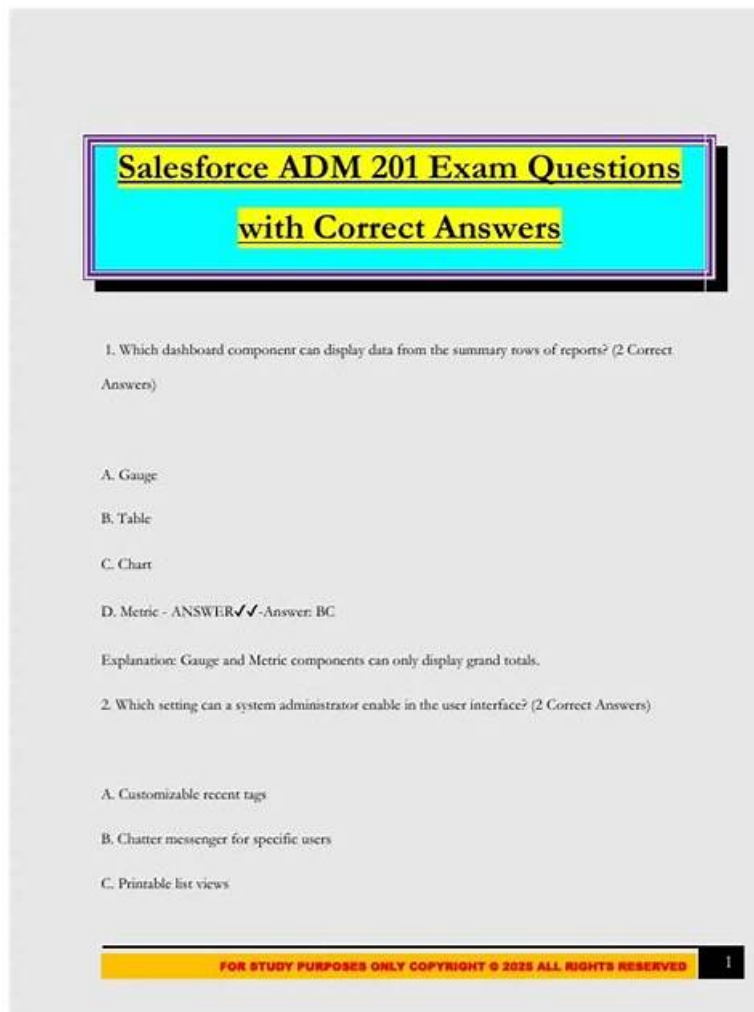 Salesforce ADM 201 Exam Questions
with Correct Answers
1. Which dashboard component can display data from the summary rows of reports? (2 Correct
Answers)
A. Gauge
B. Table
C. Chart
D. Metric - ANSWER✔✔-Answer: BC
Explanation: Gauge and Metric components can only display grand totals.
2. Which setting can a system administrator enable in the user interface? (2 Correct Answers)
A. Customizable recent tags
B. Chatter messenger for specific users
C. Printable list views
FOR STUDY PURPOSES ONLY COPYRIGHT © 2025 ALL RIGHTS RESERVED
1